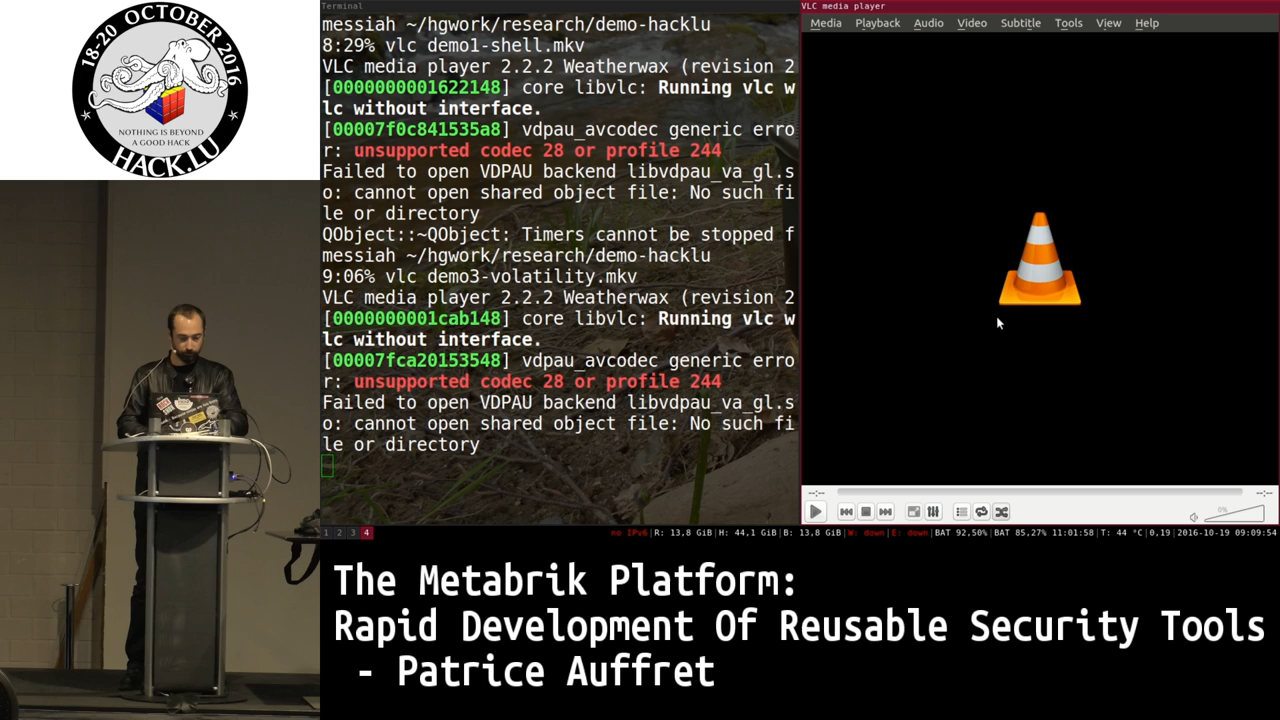 18-20 OCTOBER 2016
NOTHING IS BEYOND
A GOOD HACK
HACK.LU
Terminal
messiah ~/hgwork/research/demo-hacklu
8:29% vlc demo1-shell.mkv
VLC media player 2.2.2 Weatherwax (revision 2
[0000000001622148] core libvlc: Running vlc w
lc without interface.
[00007f0c841535a8] vdpau_avcodec generic erro
r: unsupported codec 28 or profile 244
Failed to open VDPAU backend libvdpau_va_gl.s
o: cannot open shared object file: No such fi
le or directory
QObject::~QObject: Timers cannot be stopped f
messiah ~/hgwork/research/demo-hacklu
9:06% vlc demo3-volatility.mkv
VLC media player 2.2.2 Weatherwax (revision 2
[0000000001cab148] core libvlc: Running vlc w
lc without interface.
[00007fca20153548] vdpau_avcodec generic erro
r: unsupported codec 28 or profile 244
Failed to open VDPAU backend libvdpau_va_gl.s
o: cannot open shared object file: No such fi
le or directory
VLC media player
Media Playback Audio Video Subtitle Tools View Help
--:-- --:--
0%
1 2 3 4
no IPv6|R: 13,8 GiB|H: 44,1 GiB|B: 13,8 GiB|W: down|E: down|BAT 92,50%|BAT 85,27% 11:01:58|T: 44 °C|0,19|2016-10-19 09:09:54
The Metabrik Platform:
Rapid Development Of Reusable Security Tools
- Patrice Auffret